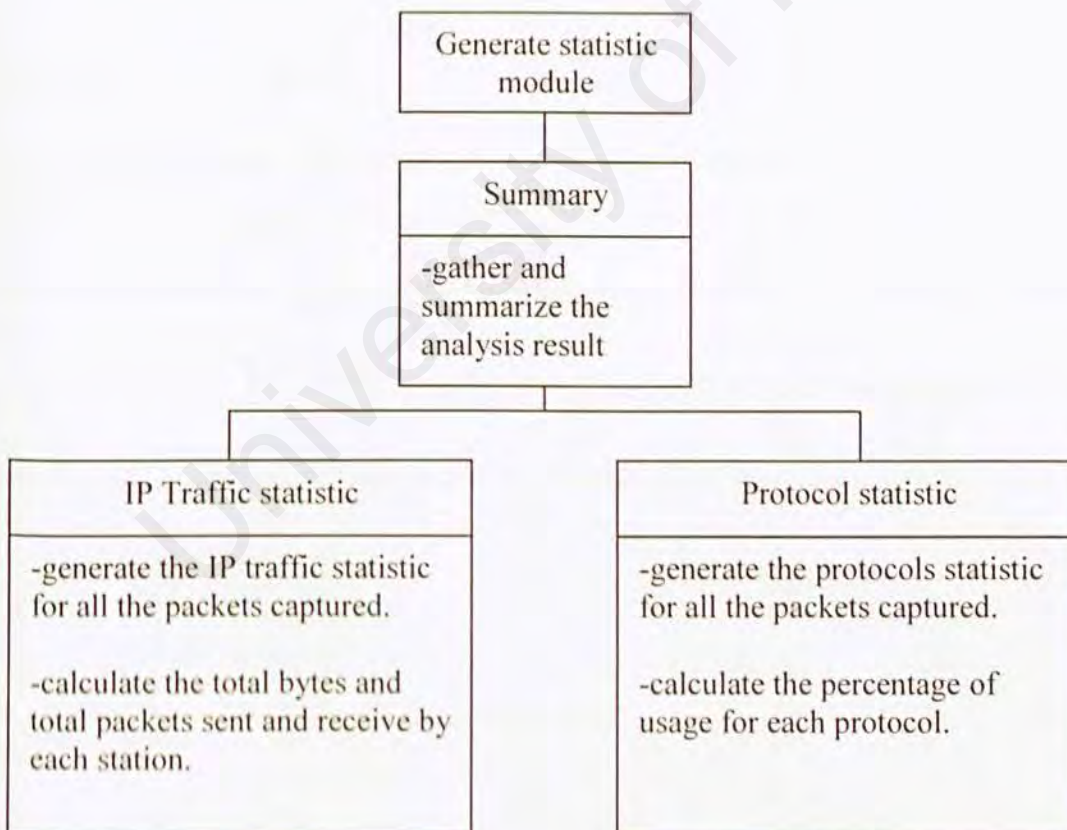 Generate statistic
module
Summary
-gather and
summarize the
analysis result
IP Traffic statistic
-generate the IP traffic statistic
for all the packets captured.
-calculate the total bytes and
total packets sent and receive by
each station.
Protocol statistic
-generate the protocols statistic
for all the packets captured.
-calculate the percentage of
usage for each protocol.
University of